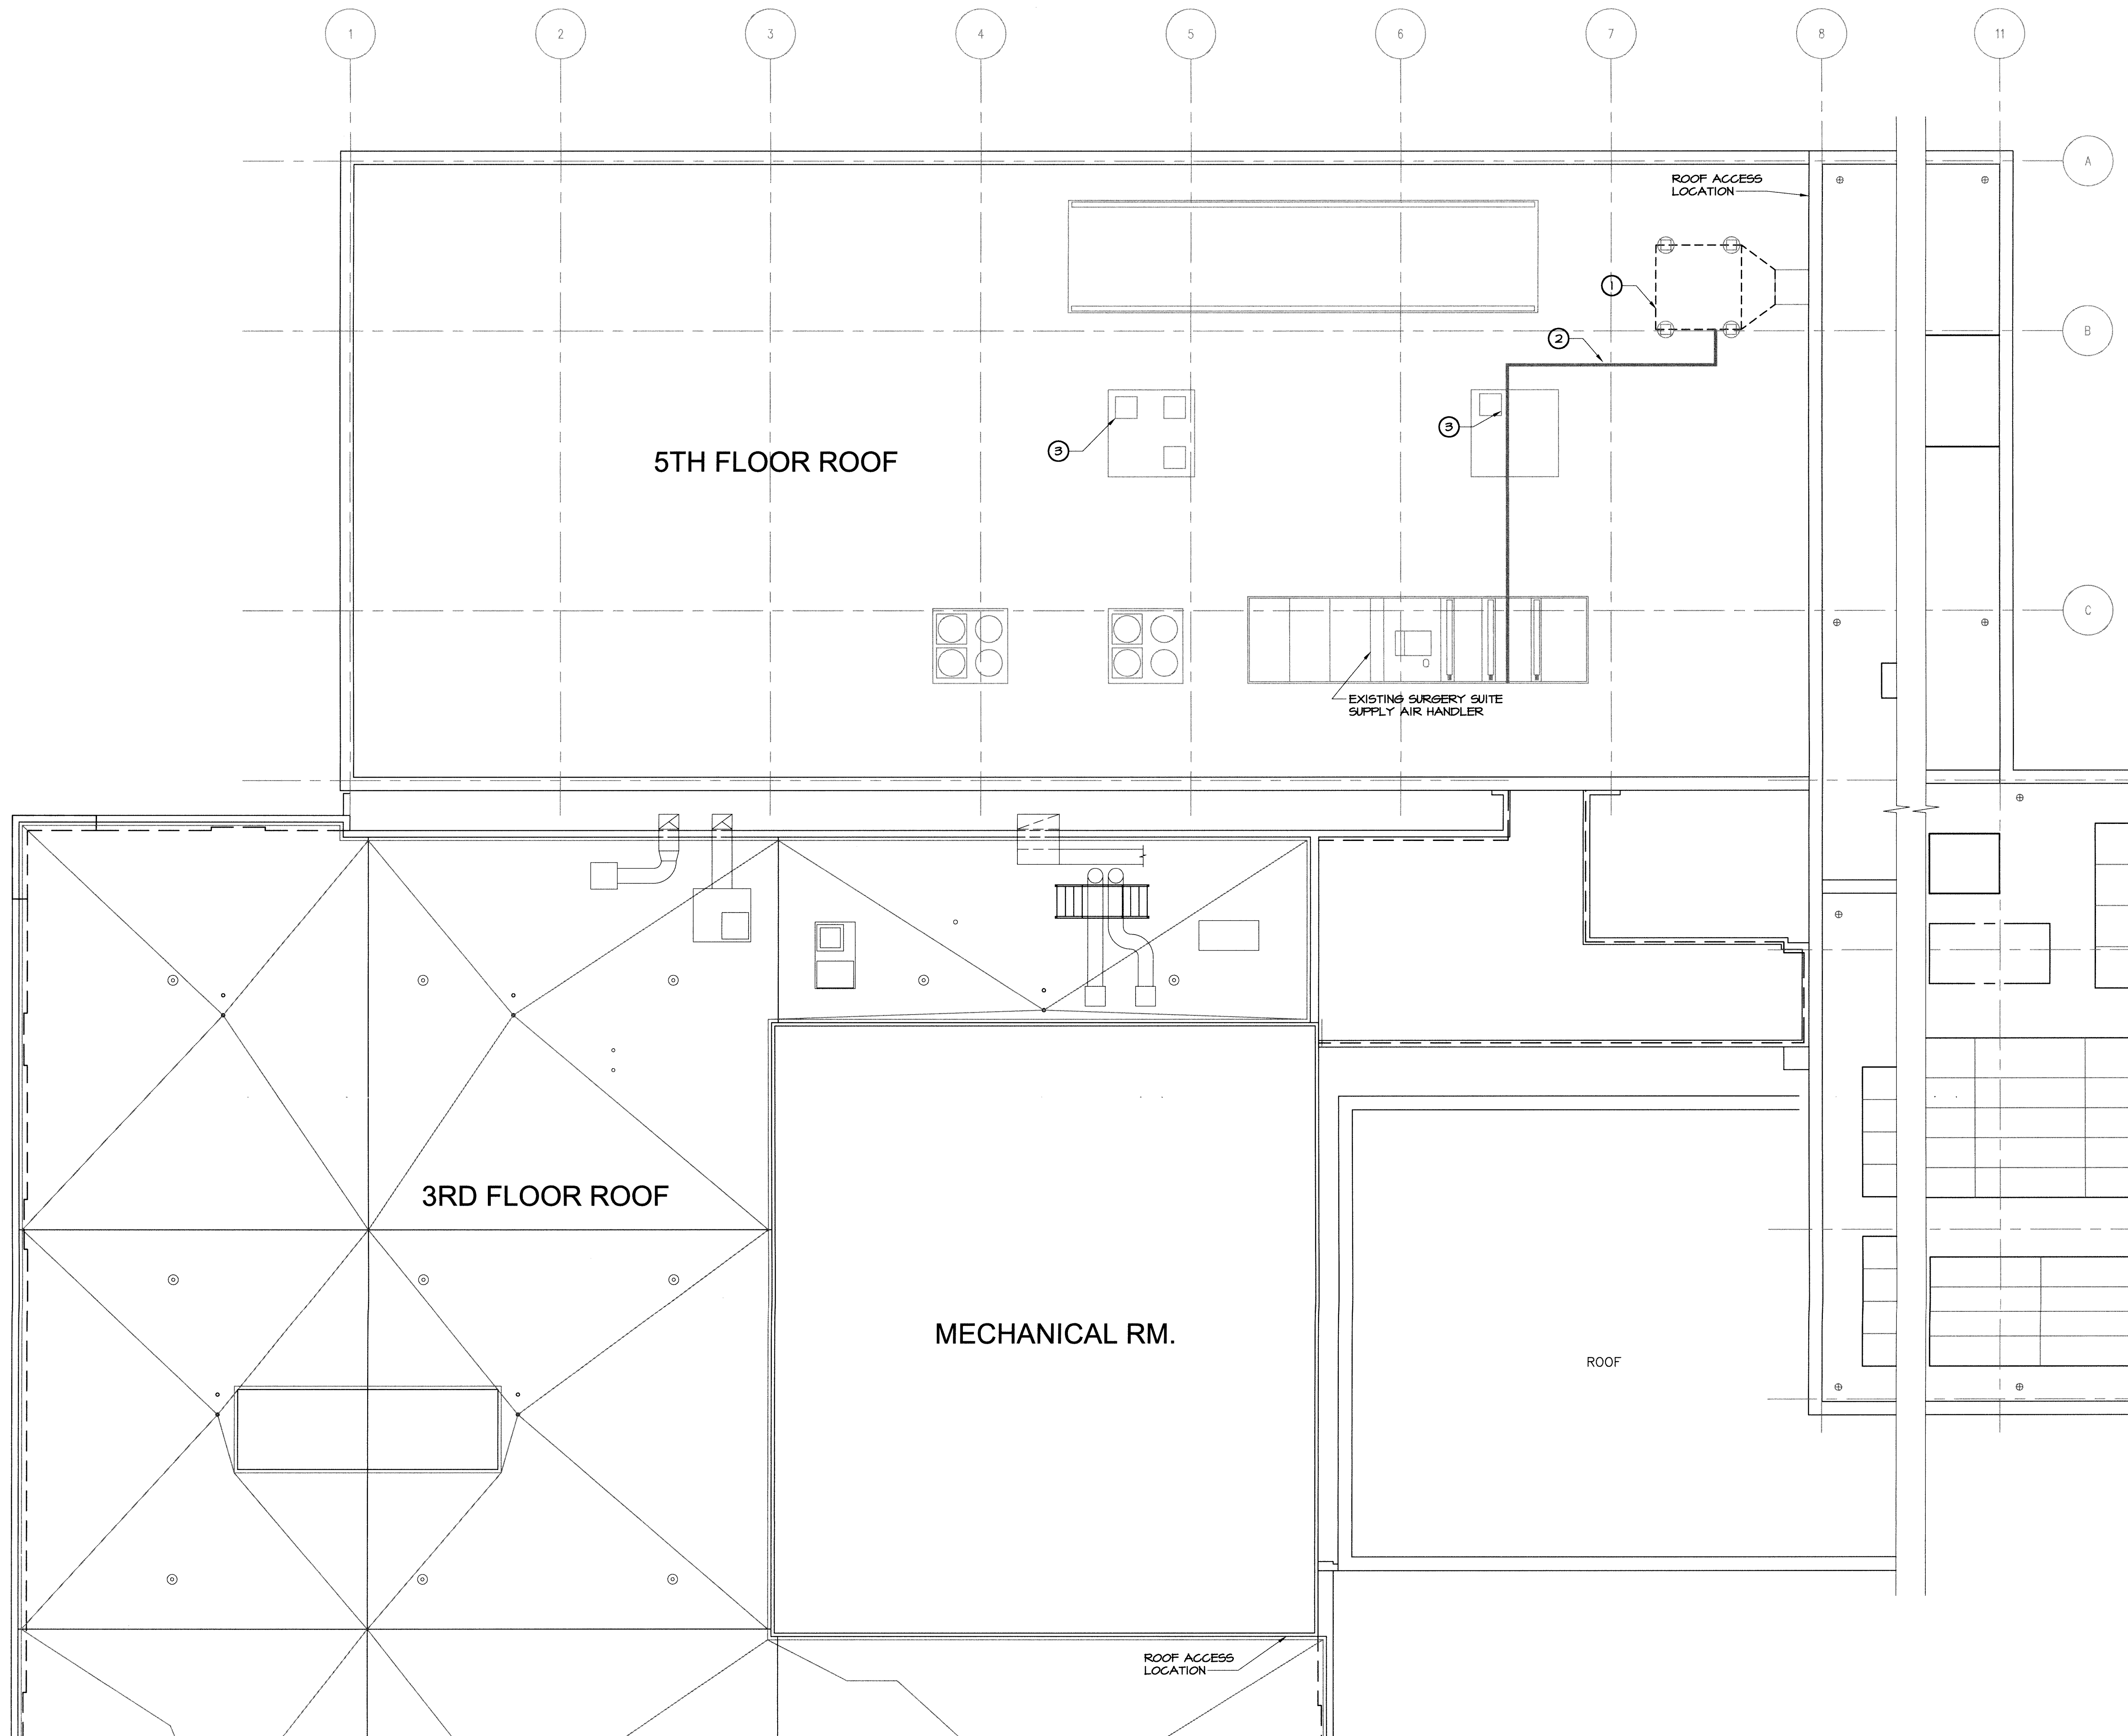 1 2 3 4 5 6 7 8 11
A
ROOF ACCESS
LOCATION
1
B
2
3
3
5TH FLOOR ROOF
C
EXISTING SURGERY SUITE
SUPPLY AIR HANDLER
3RD FLOOR ROOF
MECHANICAL RM.
ROOF
ROOF ACCESS
LOCATION